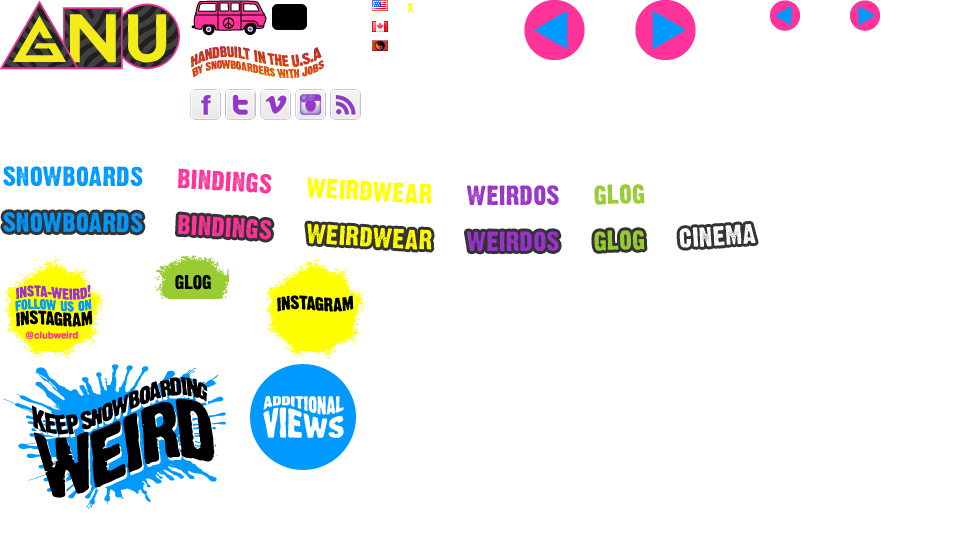 GNU
HANDBUILT IN THE U.S.A
BY SNOWBOARDERS WITH JOBS
X
SNOWBOARDS
BINDINGS
WEIRDWEAR
WEIRDOS
GLOG
SNOWBOARDS
BINDINGS
WEIRDWEAR
WEIRDOS
GLOG
CINEMA
INSTA-WEIRD!
FOLLOW US ON
INSTAGRAM
@clubweird
GLOG
INSTAGRAM
KEEP SNOWBOARDING
WEIRD
ADDITIONAL
VIEWS